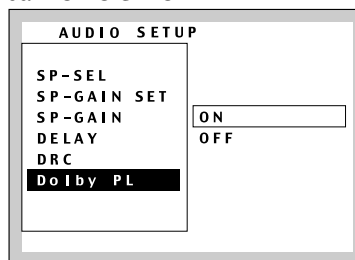 AUDIO SETUP
SP-SEL
SP-GAIN SET
SP-GAIN
DELAY
DRC
Dolby PL
ON
OFF